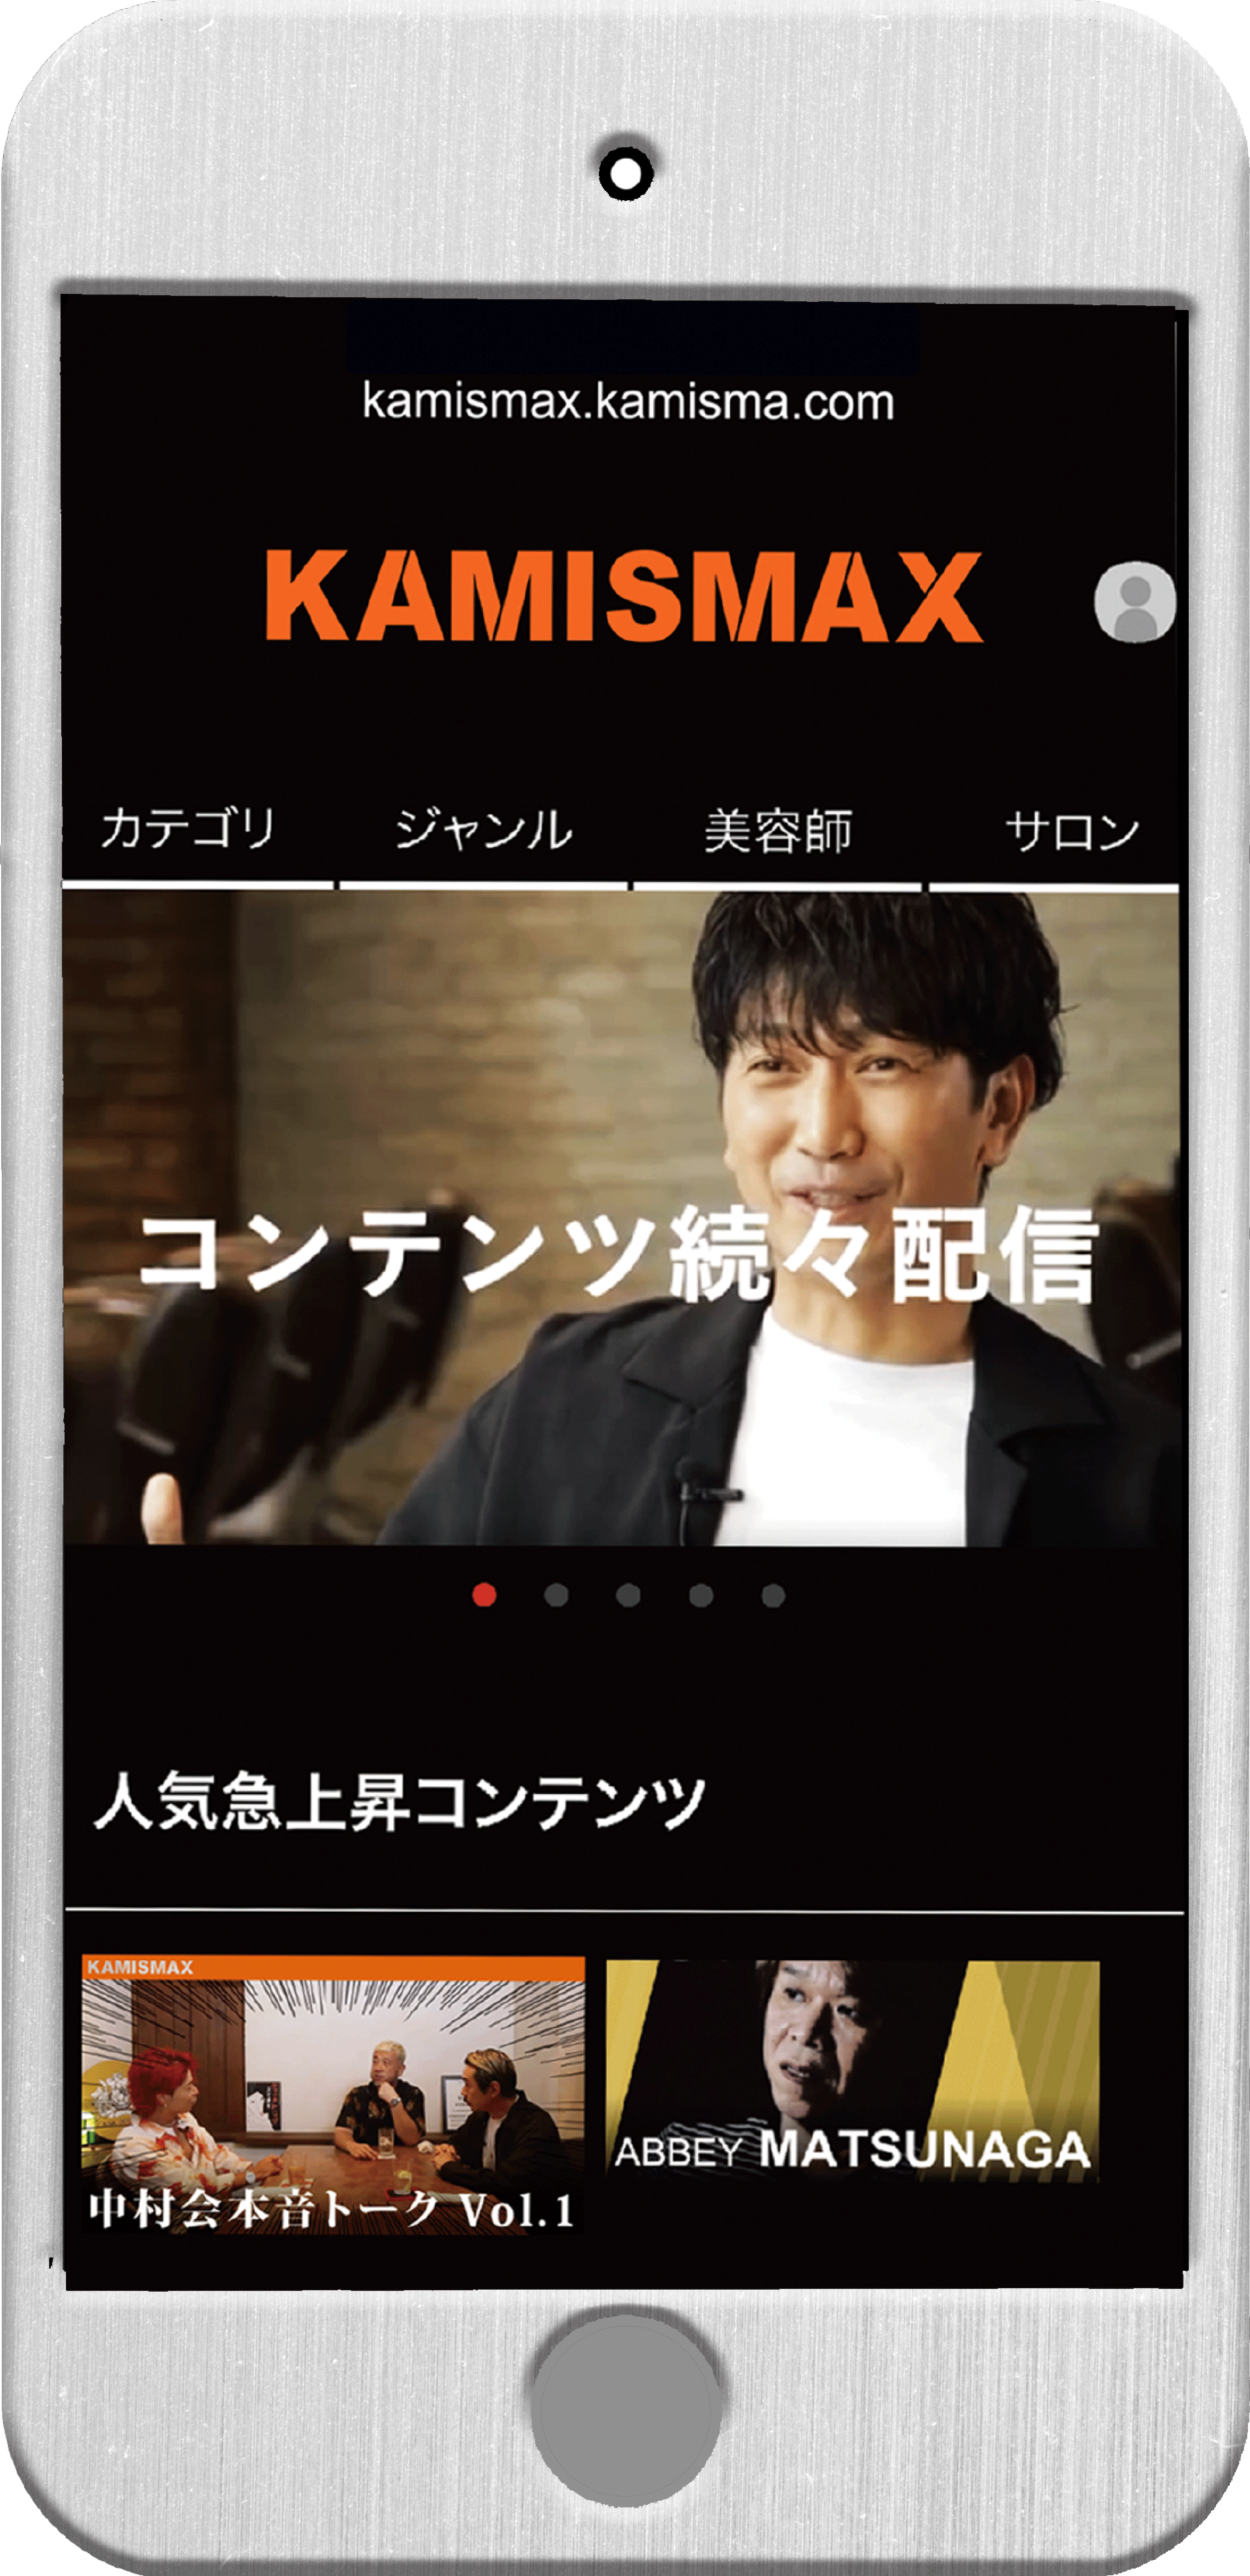 kamismax.kamisma.com
KAMISMAX
カテゴリ ジャンル 美容師 サロン
コンテンツ続々配信
人気急上昇コンテンツ
KAMISMAX
中村会本音トーク Vol.1
ABBEY MATSUNAGA